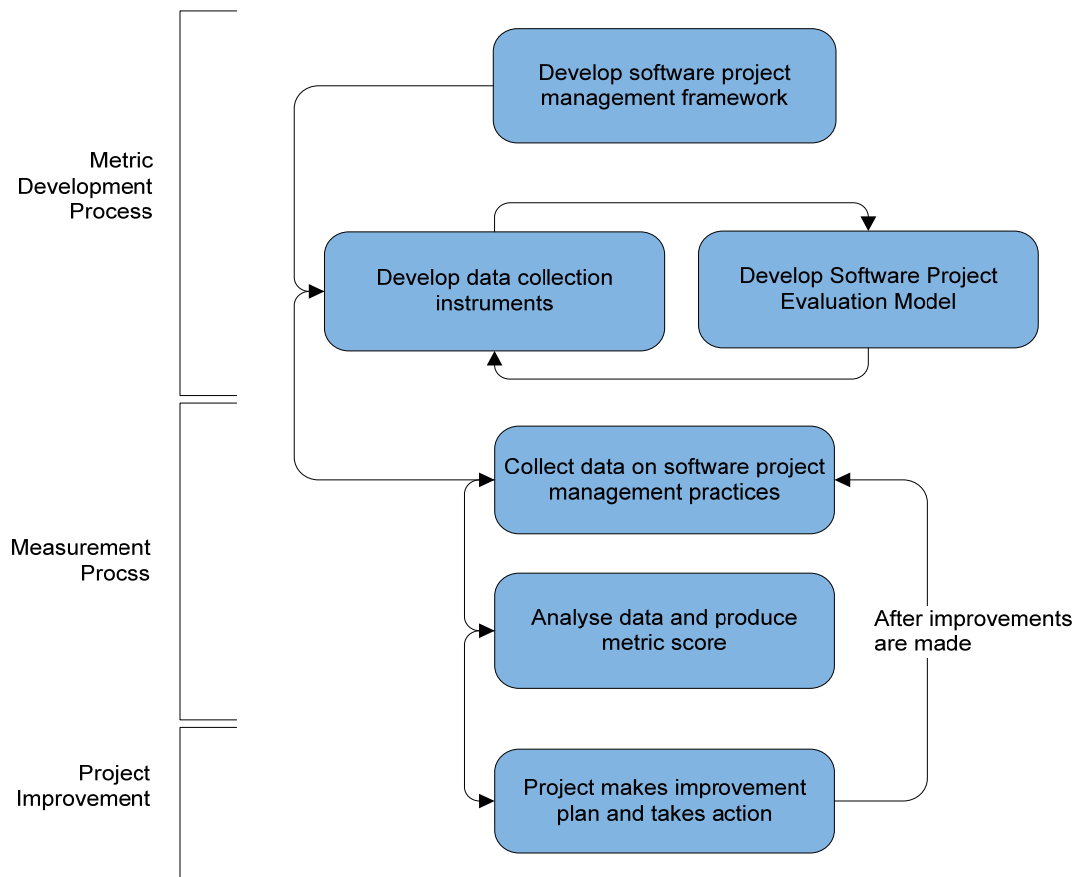 Develop software project
management framework
Metric
Development
Process
Develop data collection
instruments
Develop Software Project
Evaluation Model
Collect data on software project
management practices
Measurement
Procss
Analyse data and produce
metric score
After improvements
are made
Project
Improvement
Project makes improvement
plan and takes action